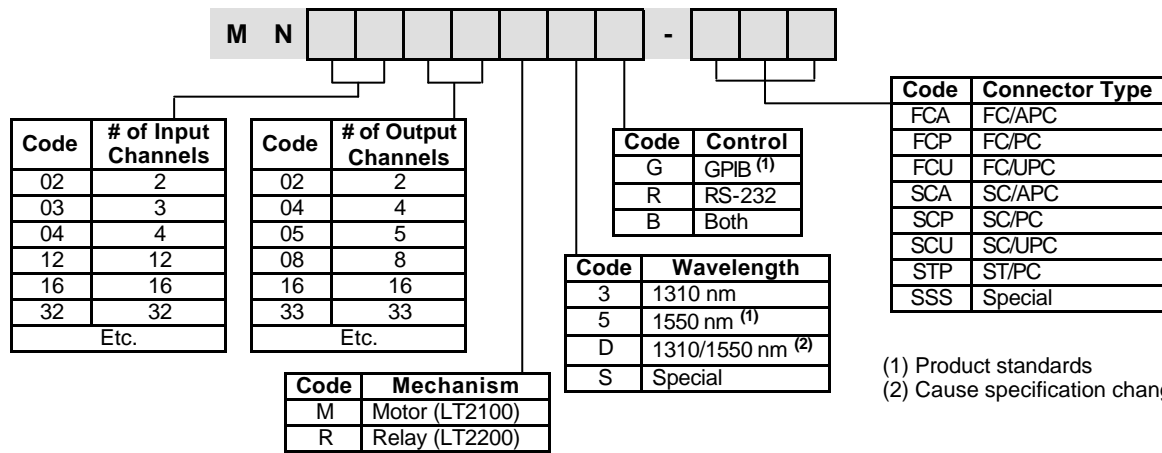 M N -
Code # of Input Channels
02 2
03 3
04 4
12 12
16 16
32 32
Etc.
Code # of Output Channels
02 2
04 4
05 5
08 8
16 16
33 33
Etc.
Code Mechanism
M Motor (LT2100)
R Relay (LT2200)
Code Wavelength
3 1310 nm
5 1550 nm (1)
D 1310/1550 nm (2)
S Special
Code Control
G GPIB (1)
R RS-232
B Both
Code Connector Type
FCA FC/APC
FCP FC/PC
FCU FC/UPC
SCA SC/APC
SCP SC/PC
SCU SC/UPC
STP ST/PC
SSS Special
(1) Product standards
(2) Cause specification chang